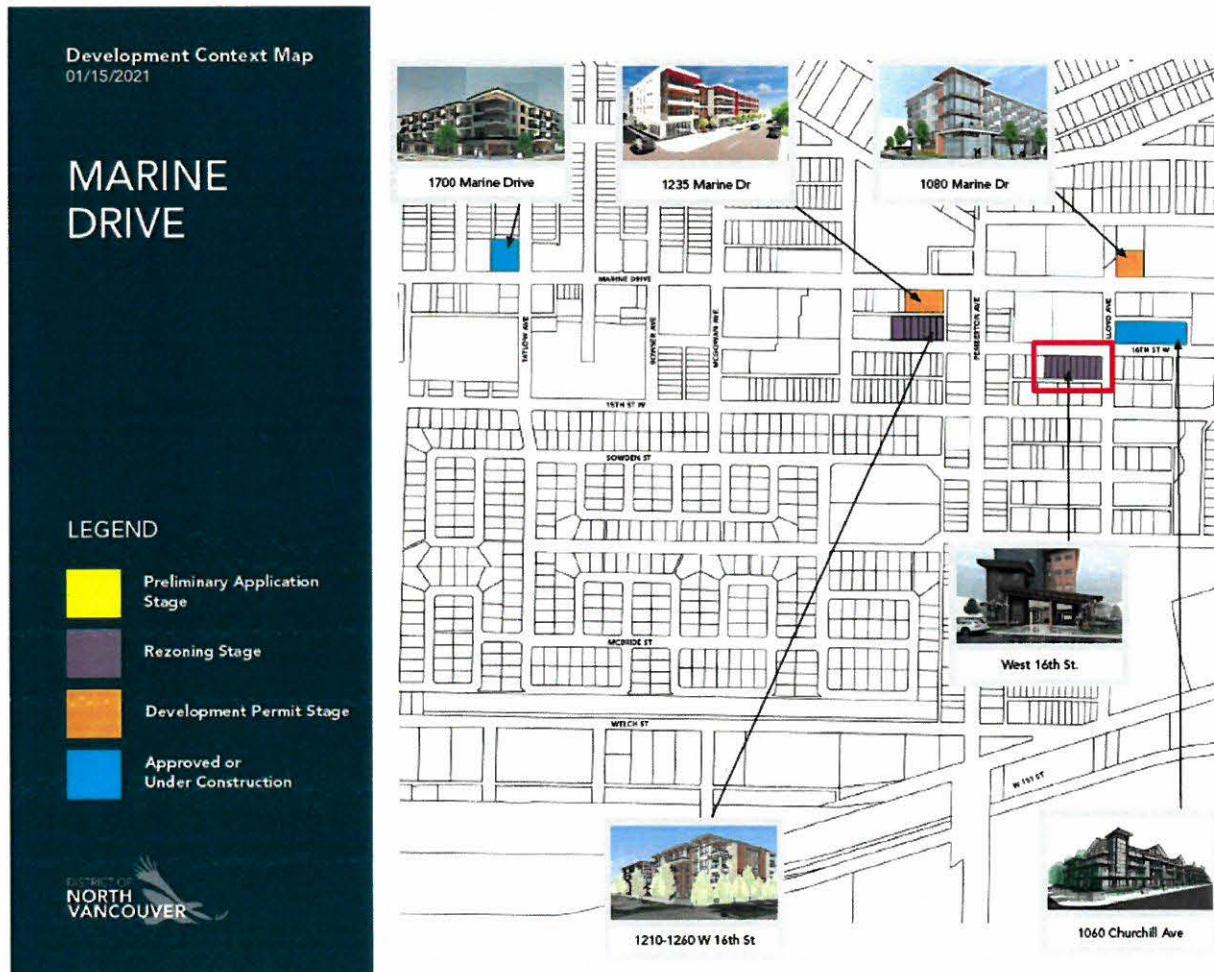 Development Context Map
01/15/2021
MARINE
DRIVE
LEGEND
Preliminary Application
Stage
Rezoning Stage
Development Permit Stage
Approved or
Under Construction
DISTRICT OF
NORTH
VANCOUVER
1700 Marine Drive
1235 Marine Dr
1080 Marine Dr
MARINE DRIVE
TATLOW AVE
BOWSER AVE
MCGOWAN AVE
PEMBERTON AVE
LLOYD AVE
16TH ST W
15TH ST W
SOWDEN ST
MCBRIDE ST
West 16th St.
WELCH ST
W 1ST ST
1210-1260 W 16th St
1060 Churchill Ave